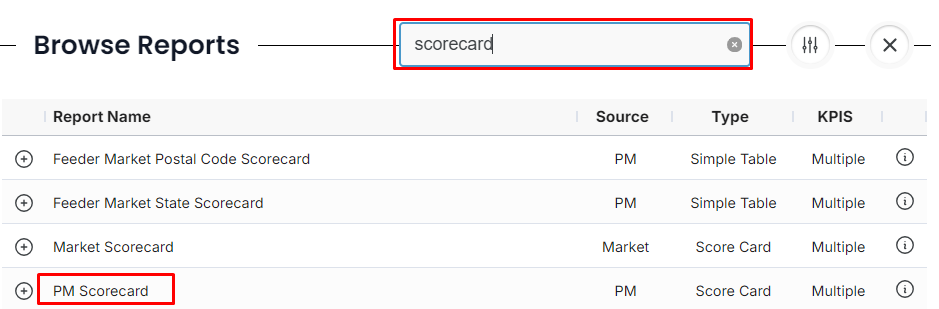 Browse Reports scorecard
Report Name Source Type KPIS
Feeder Market Postal Code Scorecard PM Simple Table Multiple
Feeder Market State Scorecard PM Simple Table Multiple
Market Scorecard Market Score Card Multiple
PM Scorecard PM Score Card Multiple